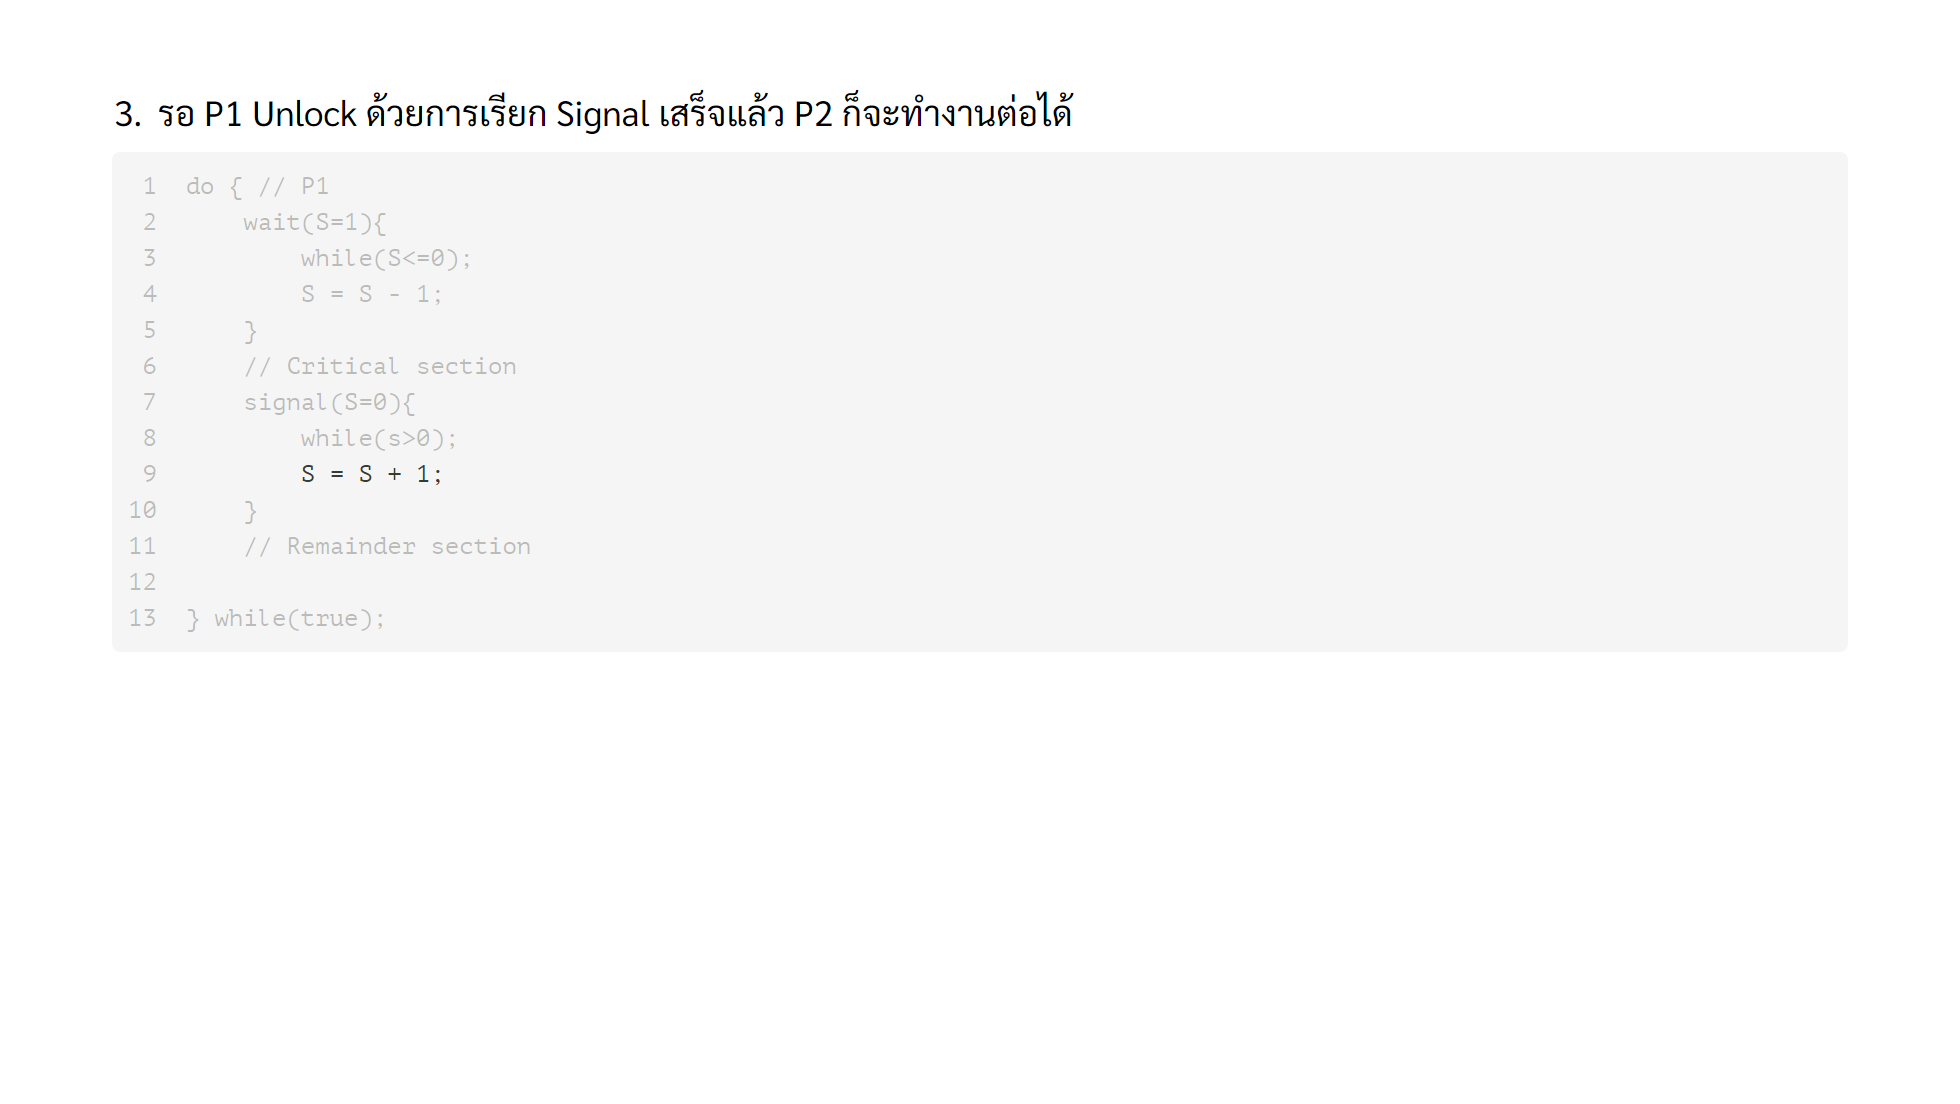 3. รอ P1 Unlock ด้วยการเรียก Signal เสร็จแล้ว P2 ก็จะทำงานต่อได้
1 do { // P1
2     wait(S=1){
3         while(S<=0);
4         S = S - 1;
5     }
6     // Critical section
7     signal(S=0){
8         while(s>0);
9         S = S + 1;
10     }
11     // Remainder section
12
13 } while(true);